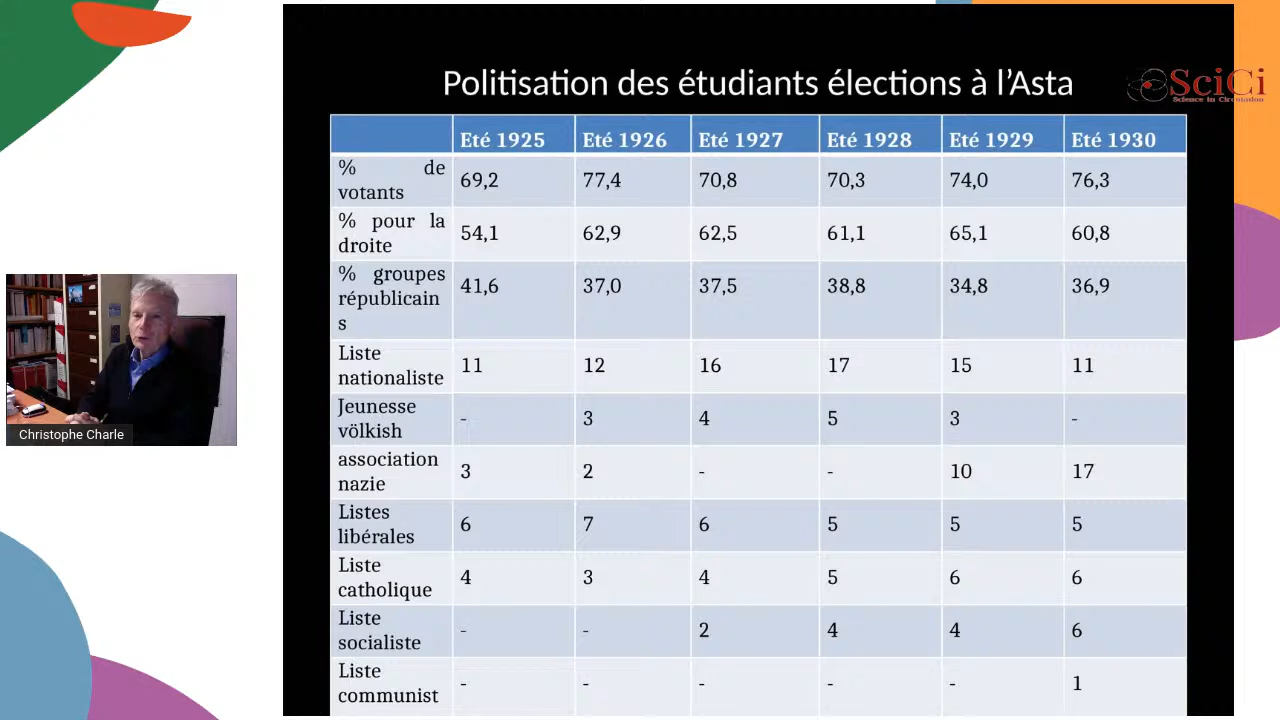 Politisation des étudiants élections à l’Asta
SciCi
Science in Circulation
Eté 1925 Eté 1926 Eté 1927 Eté 1928 Eté 1929 Eté 1930
% de
votants
69,2 77,4 70,8 70,3 74,0 76,3
% pour la
droite
54,1 62,9 62,5 61,1 65,1 60,8
% groupes
républicain
s
41,6 37,0 37,5 38,8 34,8 36,9
Liste
nationaliste
11 12 16 17 15 11
Jeunesse
völkish
- 3 4 5 3 -
association
nazie
3 2 - - 10 17
Listes
libérales
6 7 6 5 5 5
Liste
catholique
4 3 4 5 6 6
Liste
socialiste
- - 2 4 4 6
Liste
communist
- - - - - 1
Christophe Charle